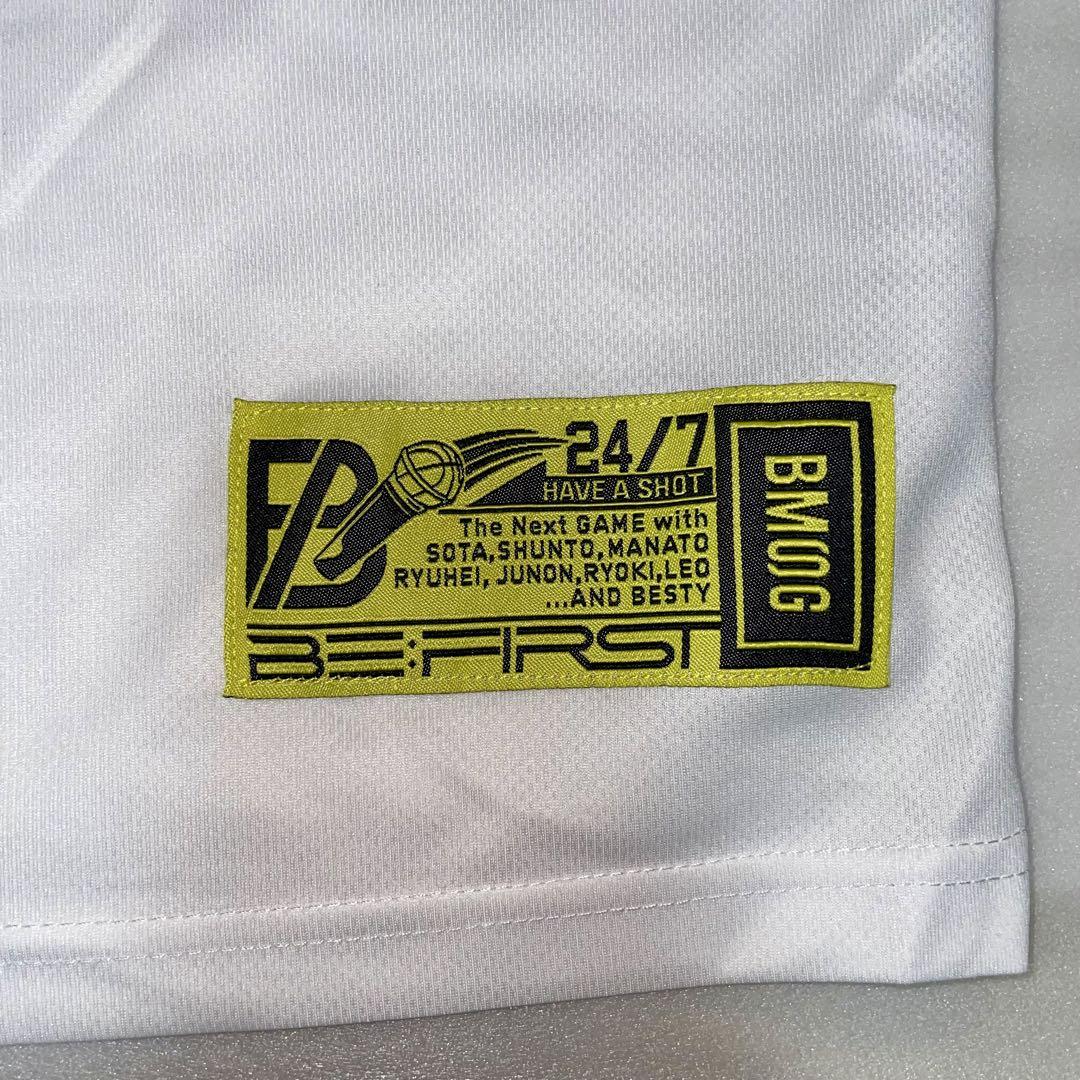 24/7
HAVE A SHOT
The Next GAME with
SOTA,SHUNTO,MANATO
RYUHEI,JUNON,RYOKI,LEO
...AND BESTY
BE:FIRST
BMSG